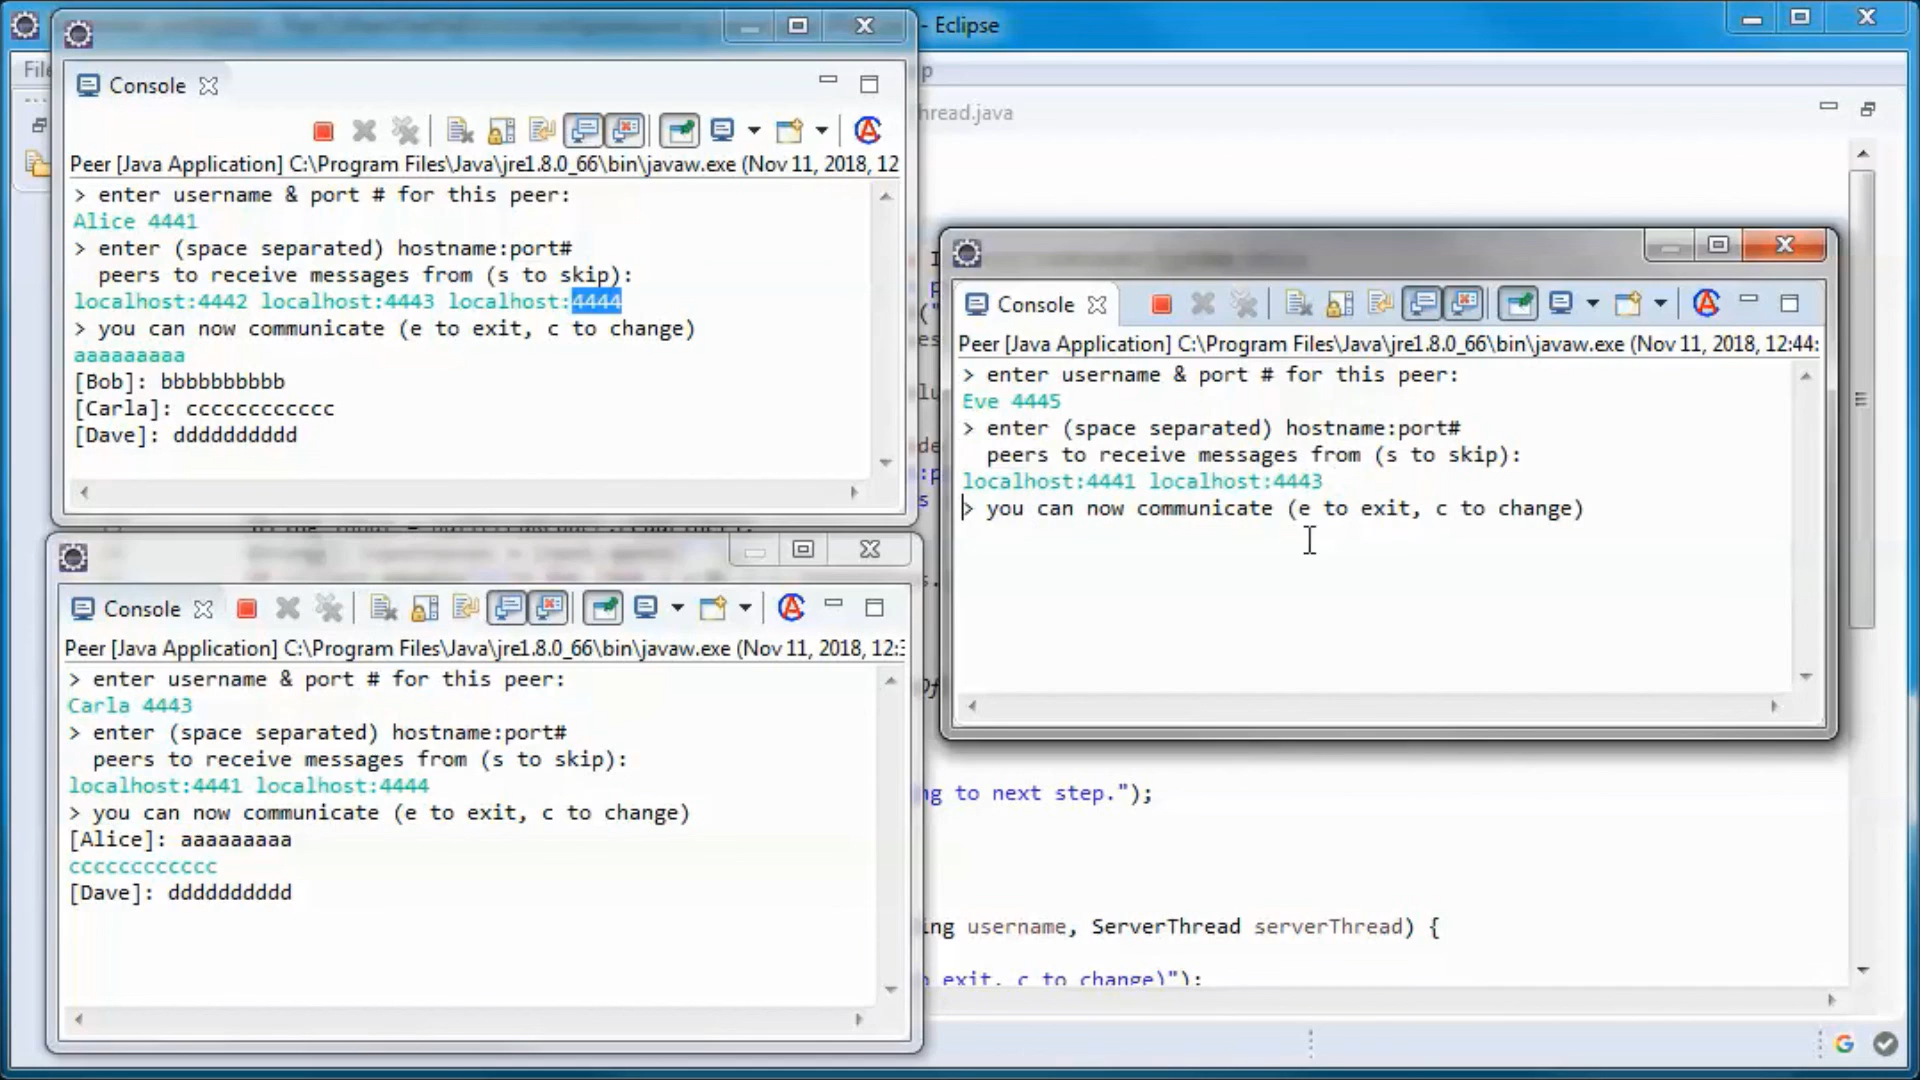 - Eclipse
File
p
hread.java
Console
Peer [Java Application] C:\Program Files\Java\jre1.8.0_66\bin\javaw.exe (Nov 11, 2018, 12
> enter username & port # for this peer:
Alice 4441
> enter (space separated) hostname:port#
peers to receive messages from (s to skip):
localhost:4442 localhost:4443 localhost:4444
> you can now communicate (e to exit, c to change)
aaaaaaaaa
[Bob]: bbbbbbbbbb
[Carla]: cccccccccccc
[Dave]: dddddddddd
Console
Peer [Java Application] C:\Program Files\Java\jre1.8.0_66\bin\javaw.exe (Nov 11, 2018, 12:44:
> enter username & port # for this peer:
Eve 4445
> enter (space separated) hostname:port#
peers to receive messages from (s to skip):
localhost:4441 localhost:4443
> you can now communicate (e to exit, c to change)
Console
Peer [Java Application] C:\Program Files\Java\jre1.8.0_66\bin\javaw.exe (Nov 11, 2018, 12:3
> enter username & port # for this peer:
Carla 4443
> enter (space separated) hostname:port#
peers to receive messages from (s to skip):
localhost:4441 localhost:4444
> you can now communicate (e to exit, c to change)
[Alice]: aaaaaaaaa
cccccccccccc
[Dave]: dddddddddd
ng to next step.");
ing username, ServerThread serverThread) {
o exit, c to change)");